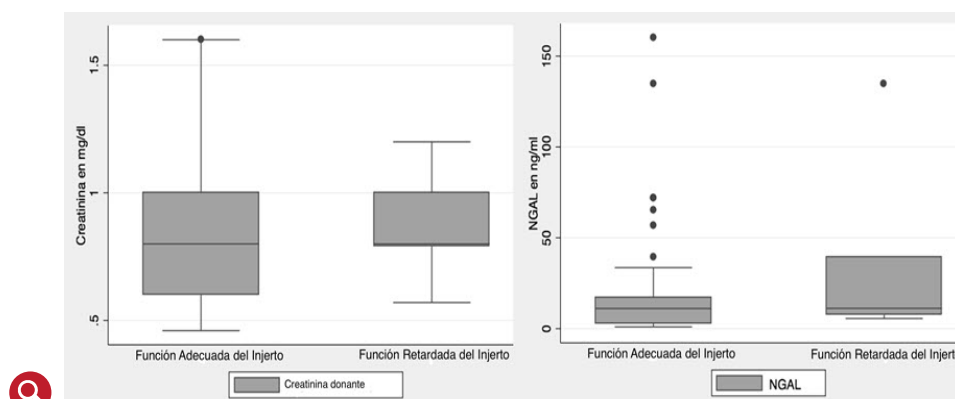 Creatinina en mg/dl
1.5
1
.5
Función Adecuada del Injerto
Función Retardada del Injerto
Creatinina donante
NGAL en ng/ml
150
100
50
0
Función Adecuada del Injerto
Función Retardada del Injert
NGAL